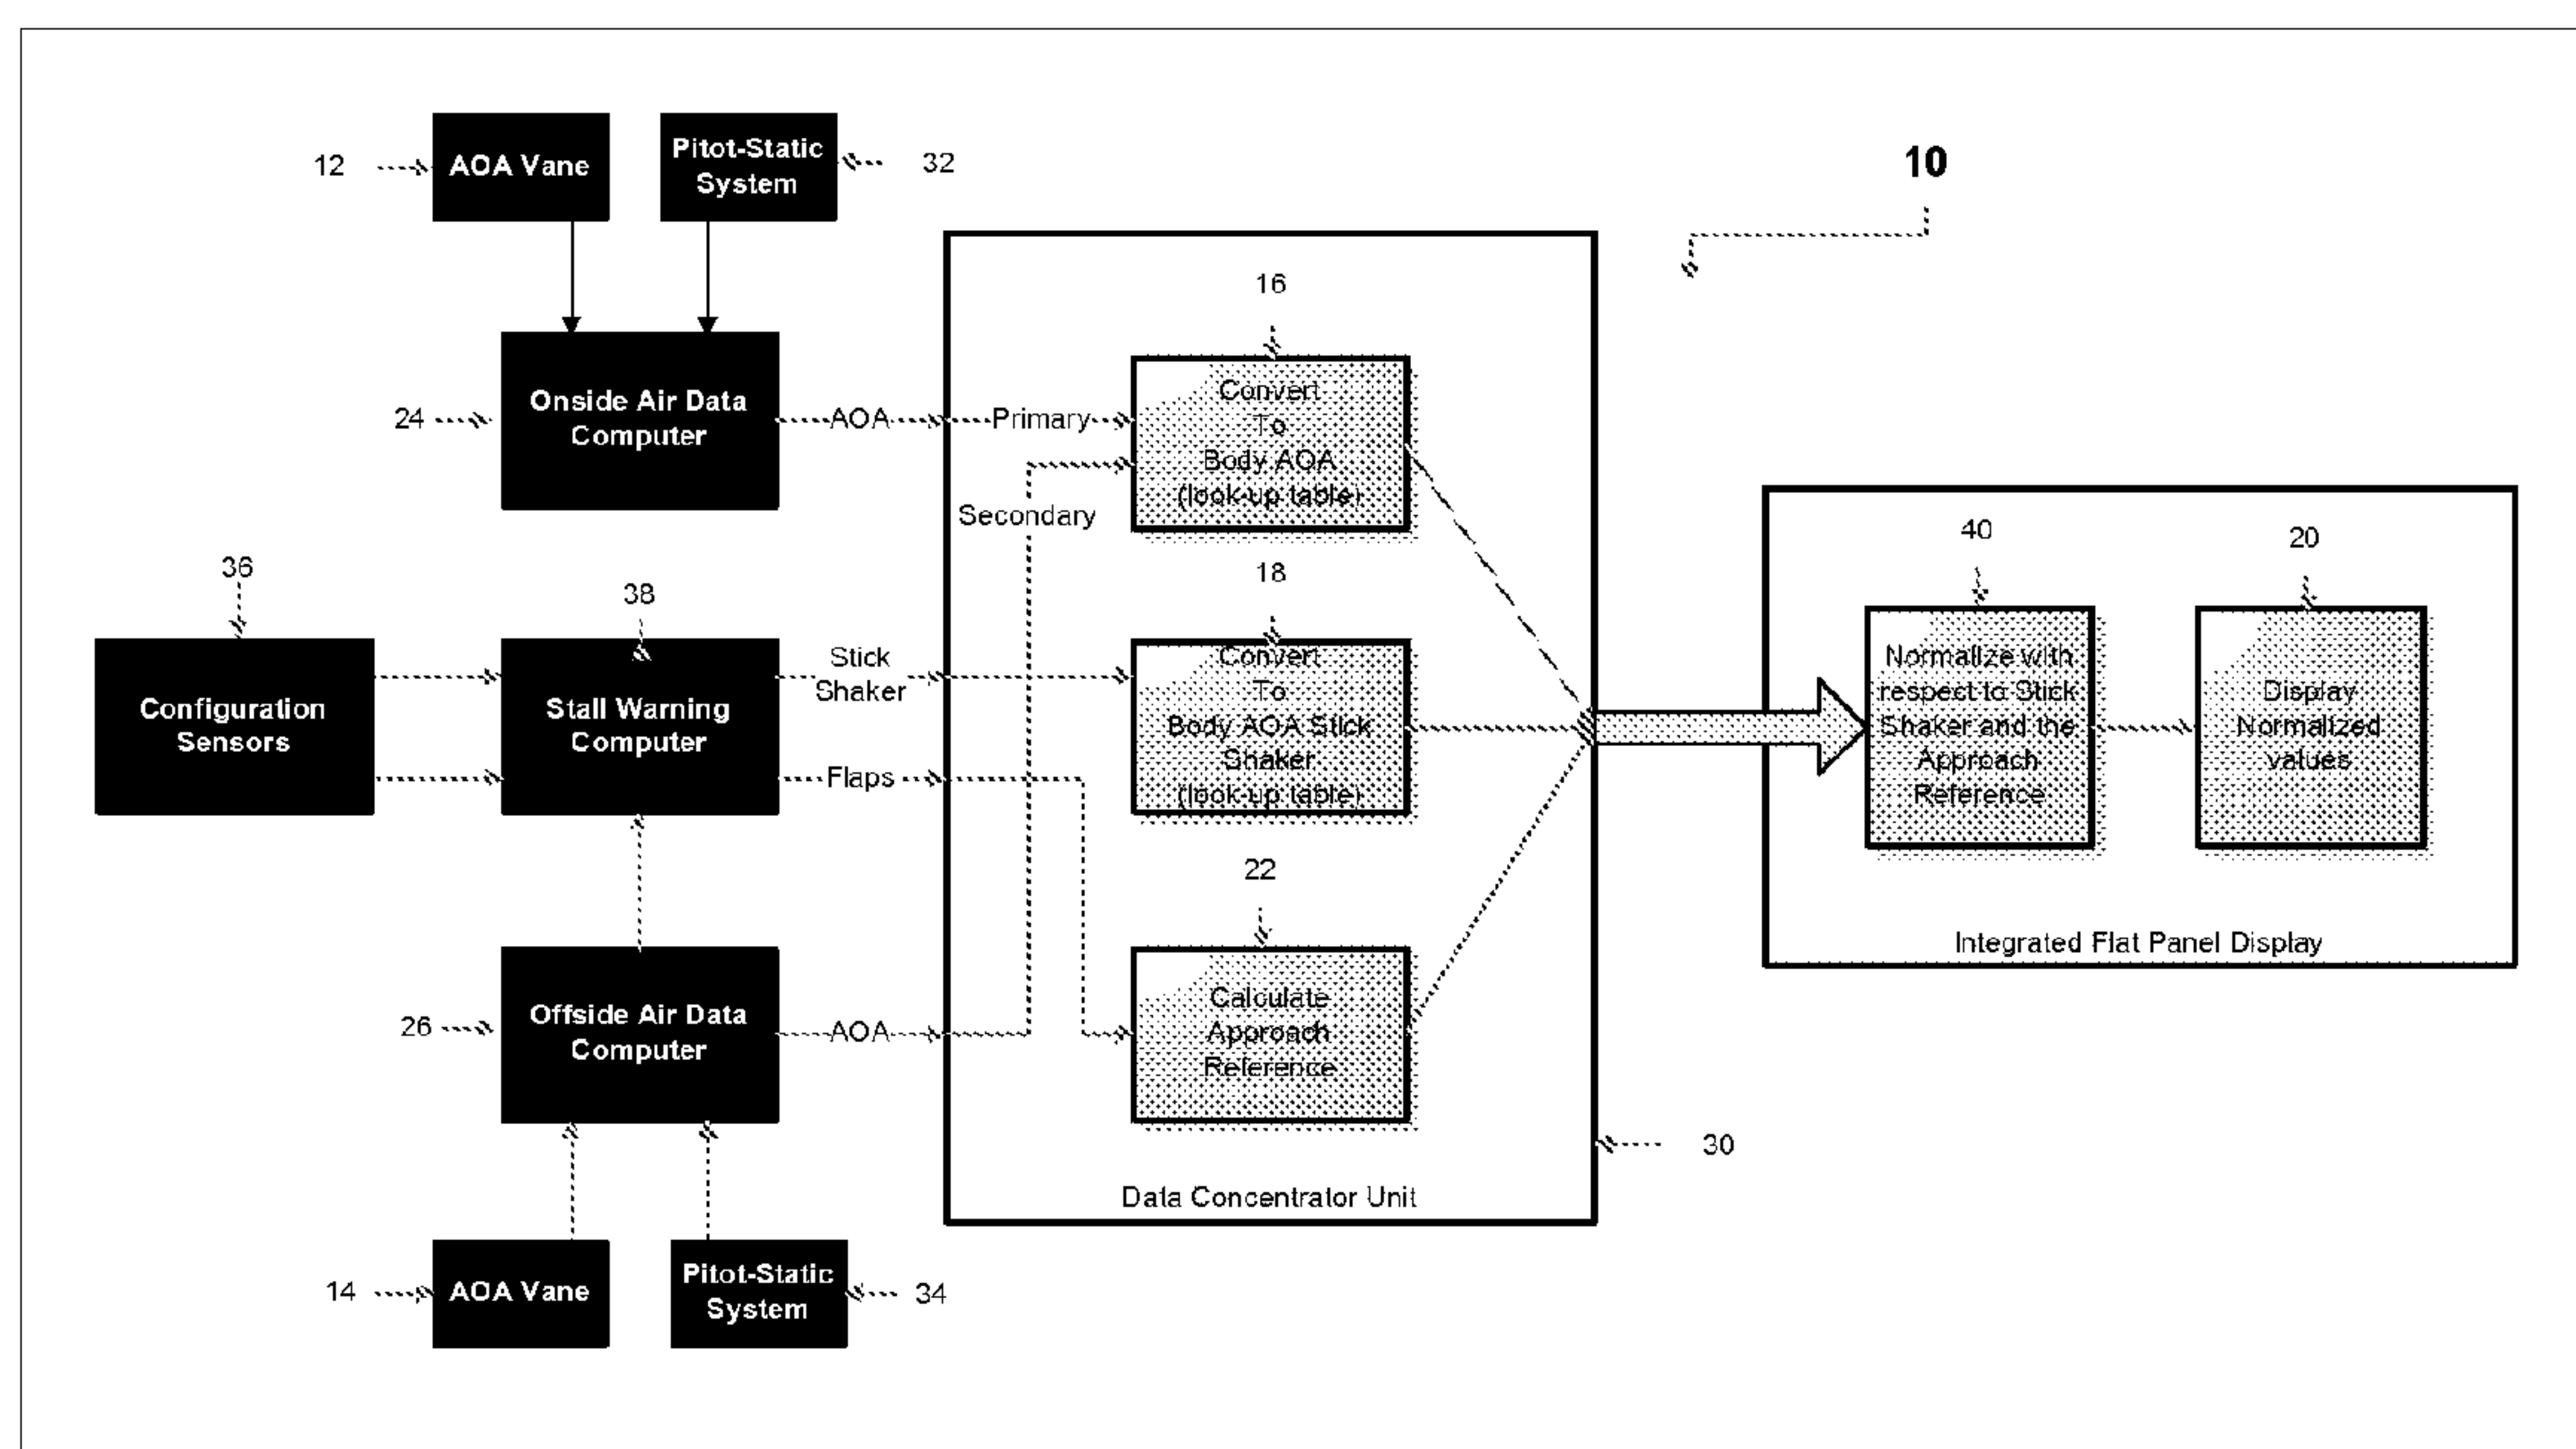 10
12
AOA Vane
Pitot-Static
System
32
24
Onside Air Data
Computer
AOA
Primary
Secondary
16
Convert
To
Body AOA
(look-up table)
36
Configuration
Sensors
38
Stall Warning
Computer
Stick
Shaker
Flaps
18
Convert
To
Body AOA Stick
Shaker
(look-up table)
26
Offside Air Data
Computer
AOA
22
Calculate
Approach
Reference
14
AOA Vane
Pitot-Static
System
34
Data Concentrator Unit
30
40
Normalize with
respect to Stick
Shaker and the
Approach
Reference
20
Display
Normalized
values
Integrated Flat Panel Display